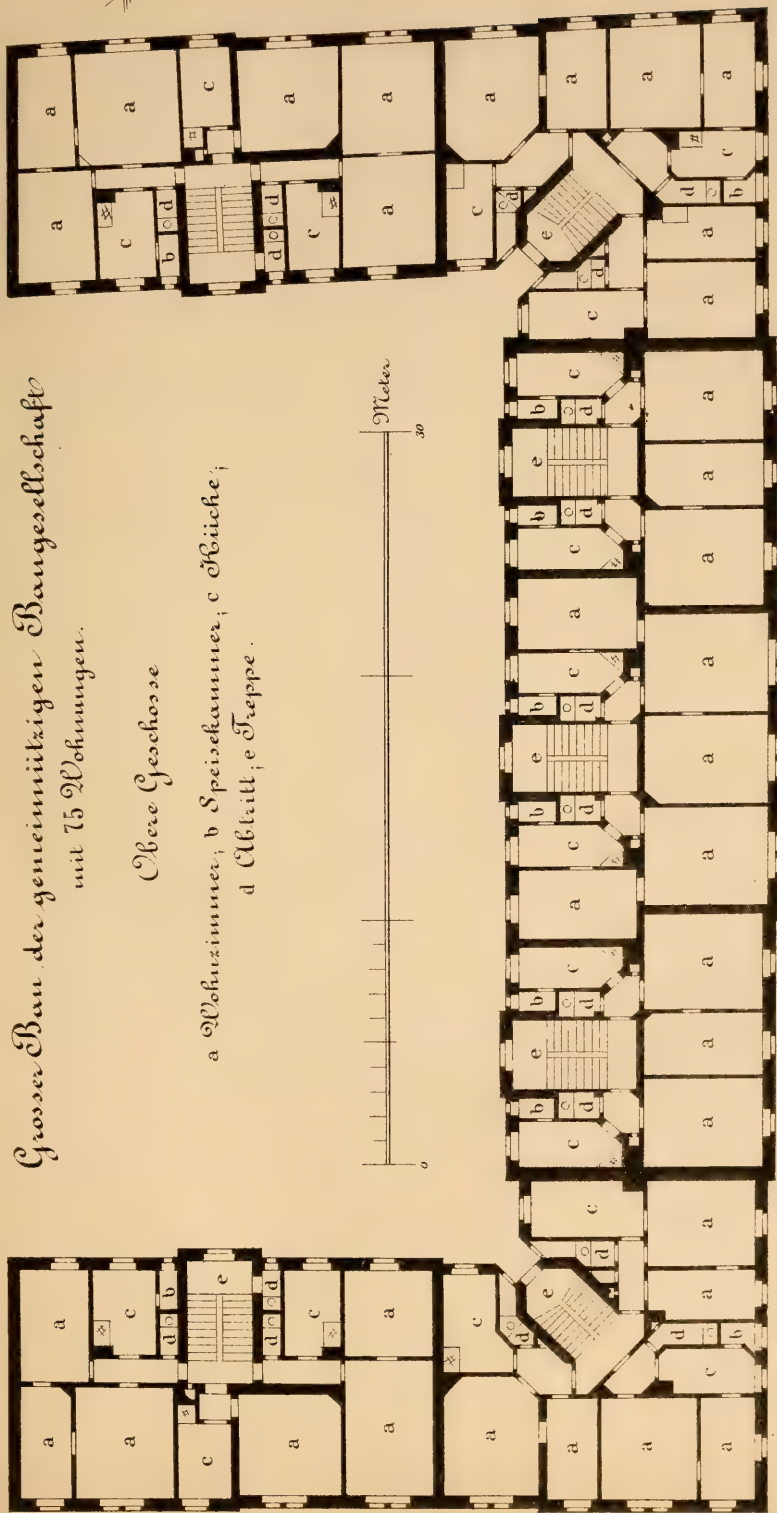 Grosser Bau der gemeinnützigen Baugesellschaft
mit 75 Wohnungen.
Obere Geschosse
a Wohnzimmer; b Speisekammer; c Küche;
d Abtritt; e Treppe.
0 30 Meter
a a a a
a c c a
d b b d
c c
e
a a
d d d d
c c
a a a a
a c c a
d d
e b e b b e b b e b e
a c c a c c a c c c c a
d d d d d d d d
a a
d d
c a a a a a a a a a a a a a c
a b b a